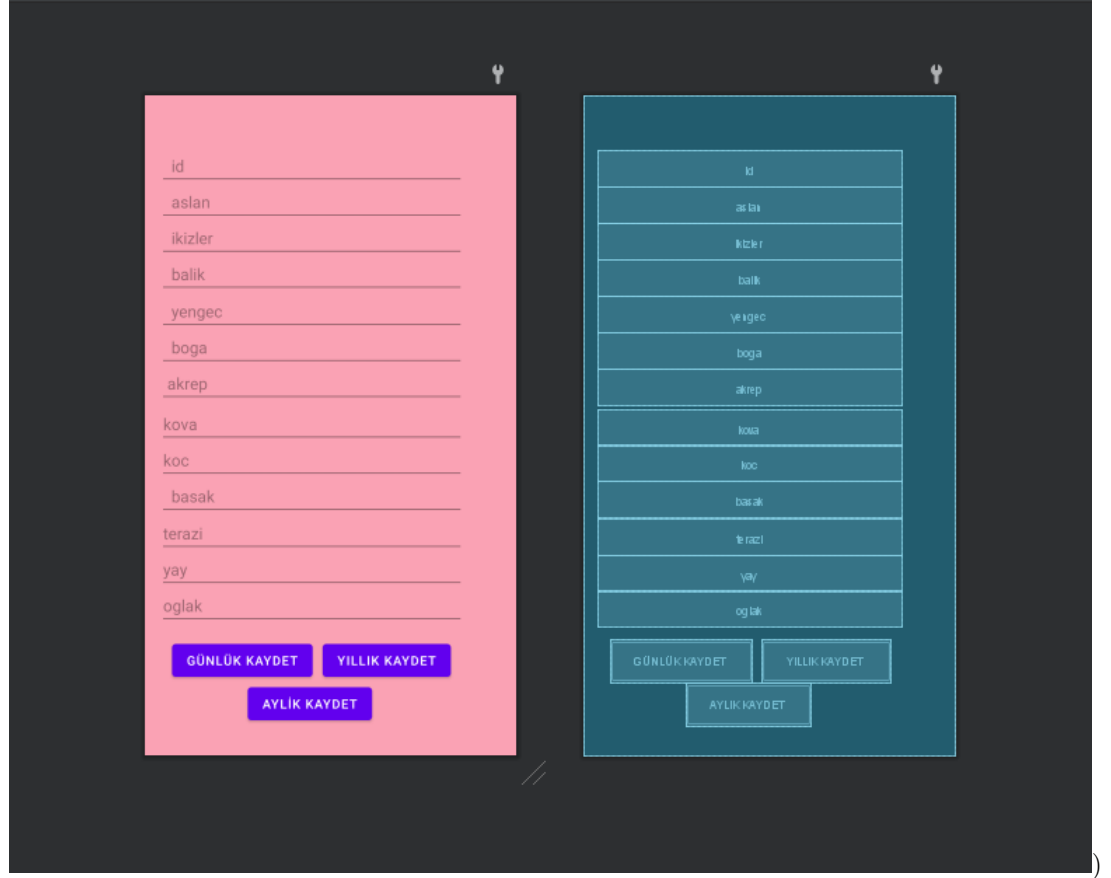 id
aslan
ikizler
balik
yengec
boga
akrep
kova
koc
basak
terazi
yay
oglak
GÜNLÜK KAYDET YILLIK KAYDET
AYLİK KAYDET
id
aslan
ikizler
balik
yengec
boga
akrep
kova
koc
basak
terazi
yay
oglak
GÜNLÜK KAYDET YILLIK KAYDET
AYLIK KAYDET
)